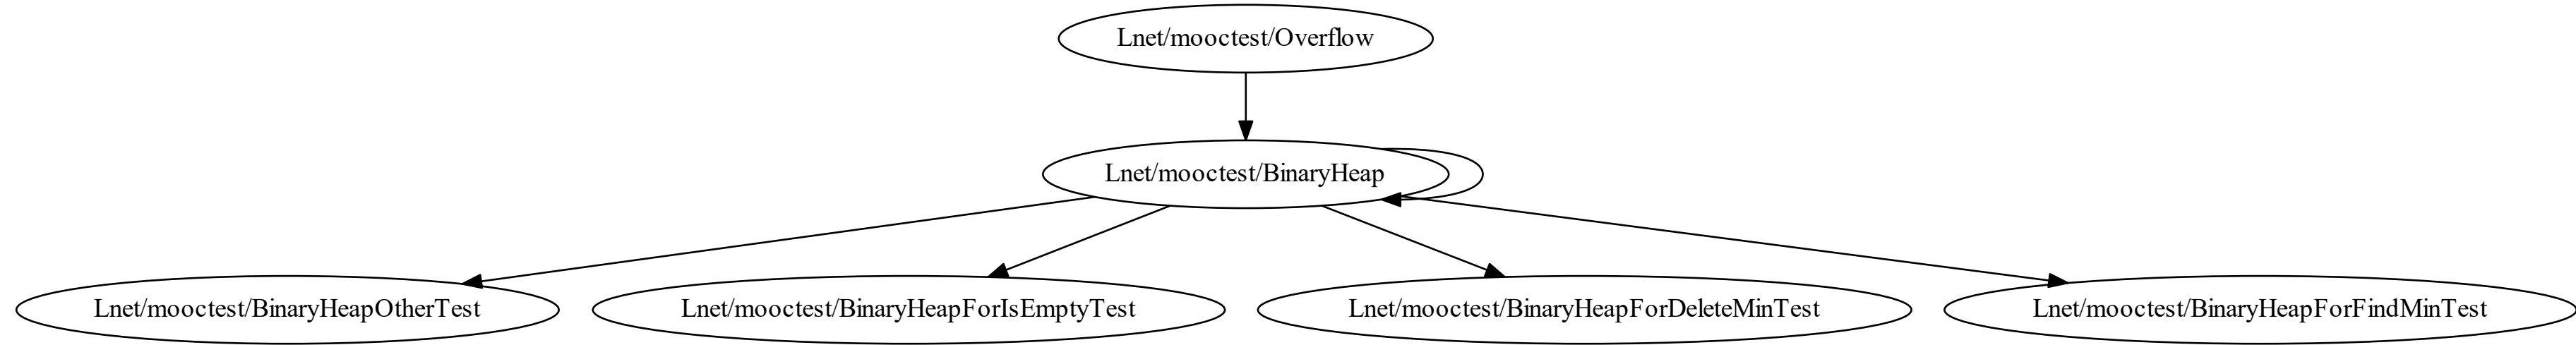 Lnet/mooctest/Overflow
Lnet/mooctest/BinaryHeap
Lnet/mooctest/BinaryHeapOtherTest
Lnet/mooctest/BinaryHeapForIsEmptyTest
Lnet/mooctest/BinaryHeapForDeleteMinTest
Lnet/mooctest/BinaryHeapForFindMinTest